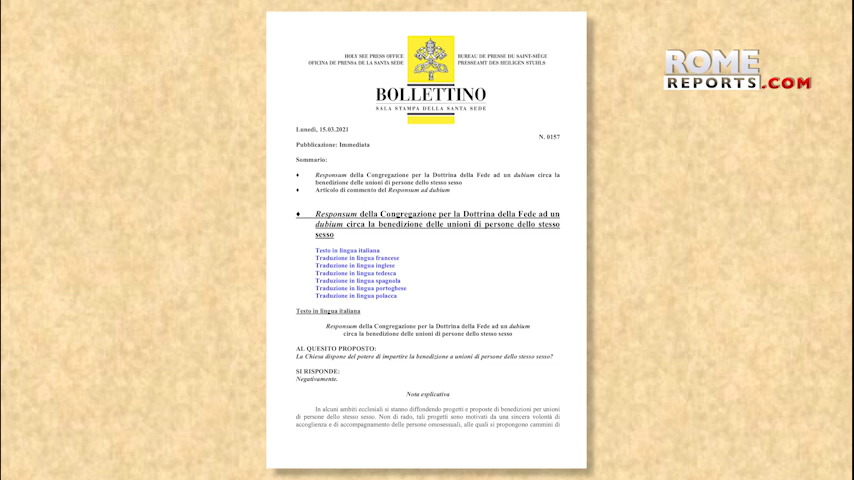 HOLY SEE PRESS OFFICE
OFICINA DE PRENSA DE LA SANTA SEDE
BUREAU DE PRESSE DU SAINT-SIÈGE
PRESSEAMT DES HEILIGEN STUHLS
BOLLETTINO
SALA STAMPA DELLA SANTA SEDE
ROME
REPORTS.COM
Lunedì, 15.03.2021
N. 0157
Pubblicazione: Immediata
Sommario:
♦ Responsum della Congregazione per la Dottrina della Fede ad un dubium circa la
benedizione delle unioni di persone dello stesso sesso
♦ Articolo di commento del Responsum ad dubium
♦ Responsum della Congregazione per la Dottrina della Fede ad un
dubium circa la benedizione delle unioni di persone dello stesso
sesso
Testo in lingua italiana
Traduzione in lingua francese
Traduzione in lingua inglese
Traduzione in lingua tedesca
Traduzione in lingua spagnola
Traduzione in lingua portoghese
Traduzione in lingua polacca
Testo in lingua italiana
Responsum della Congregazione per la Dottrina della Fede ad un dubium
circa la benedizione delle unioni di persone dello stesso sesso
AL QUESITO PROPOSTO:
La Chiesa dispone del potere di impartire la benedizione a unioni di persone dello stesso sesso?
SI RISPONDE:
Negativamente.
Nota esplicativa
In alcuni ambiti ecclesiali si stanno diffondendo progetti e proposte di benedizioni per unioni
di persone dello stesso sesso. Non di rado, tali progetti sono motivati da una sincera volontà di
accoglienza e di accompagnamento delle persone omosessuali, alle quali si propongono cammini di